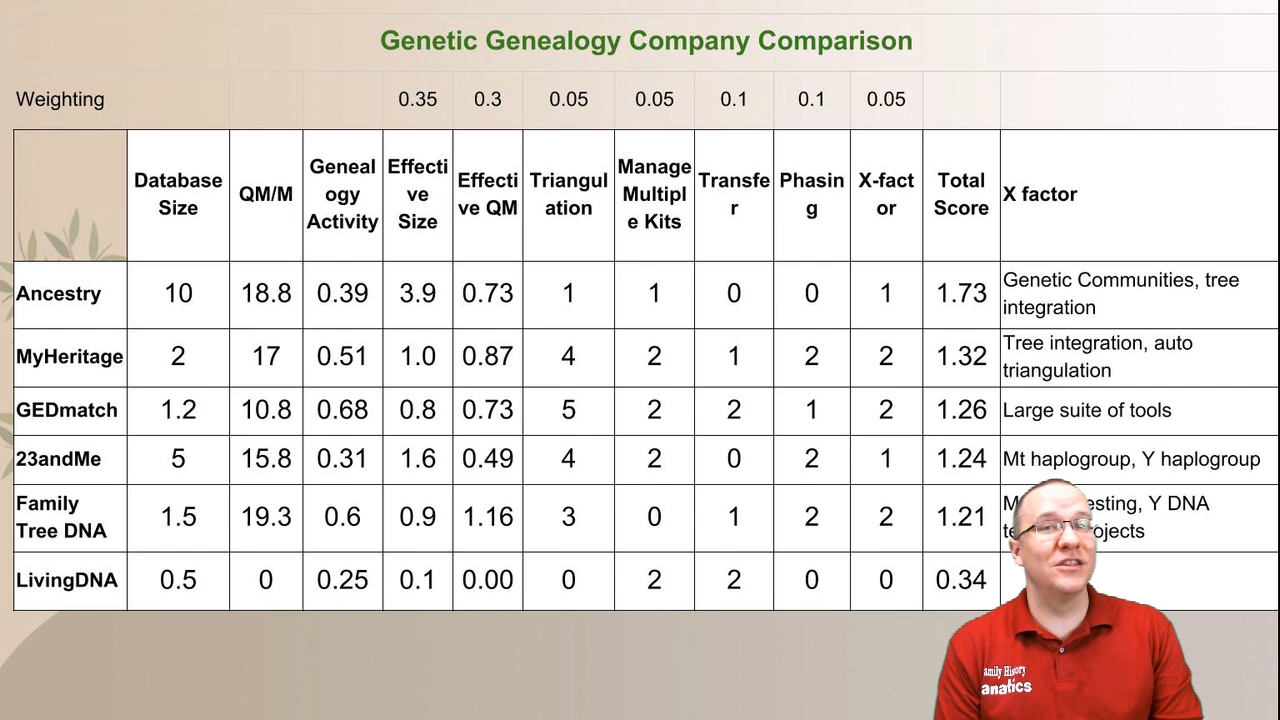 Genetic Genealogy Company Comparison
Weighting 0.35 0.3 0.05 0.05 0.1 0.1 0.05
Database Size QM/M Geneal ogy Activity Effecti ve Size Effecti ve QM Triangul ation Manage Multipl e Kits Transfe r Phasin g X-fact or Total Score X factor
Ancestry 10 18.8 0.39 3.9 0.73 1 1 0 0 1 1.73 Genetic Communities, tree integration
MyHeritage 2 17 0.51 1.0 0.87 4 2 1 2 2 1.32 Tree integration, auto triangulation
GEDmatch 1.2 10.8 0.68 0.8 0.73 5 2 2 1 2 1.26 Large suite of tools
23andMe 5 15.8 0.31 1.6 0.49 4 2 0 2 1 1.24 Mt haplogroup, Y haplogroup
Family Tree DNA 1.5 19.3 0.6 0.9 1.16 3 0 1 2 2 1.21 Y DNA
LivingDNA 0.5 0 0.25 0.1 0.00 0 2 2 0 0 0.34
amily History
anatics